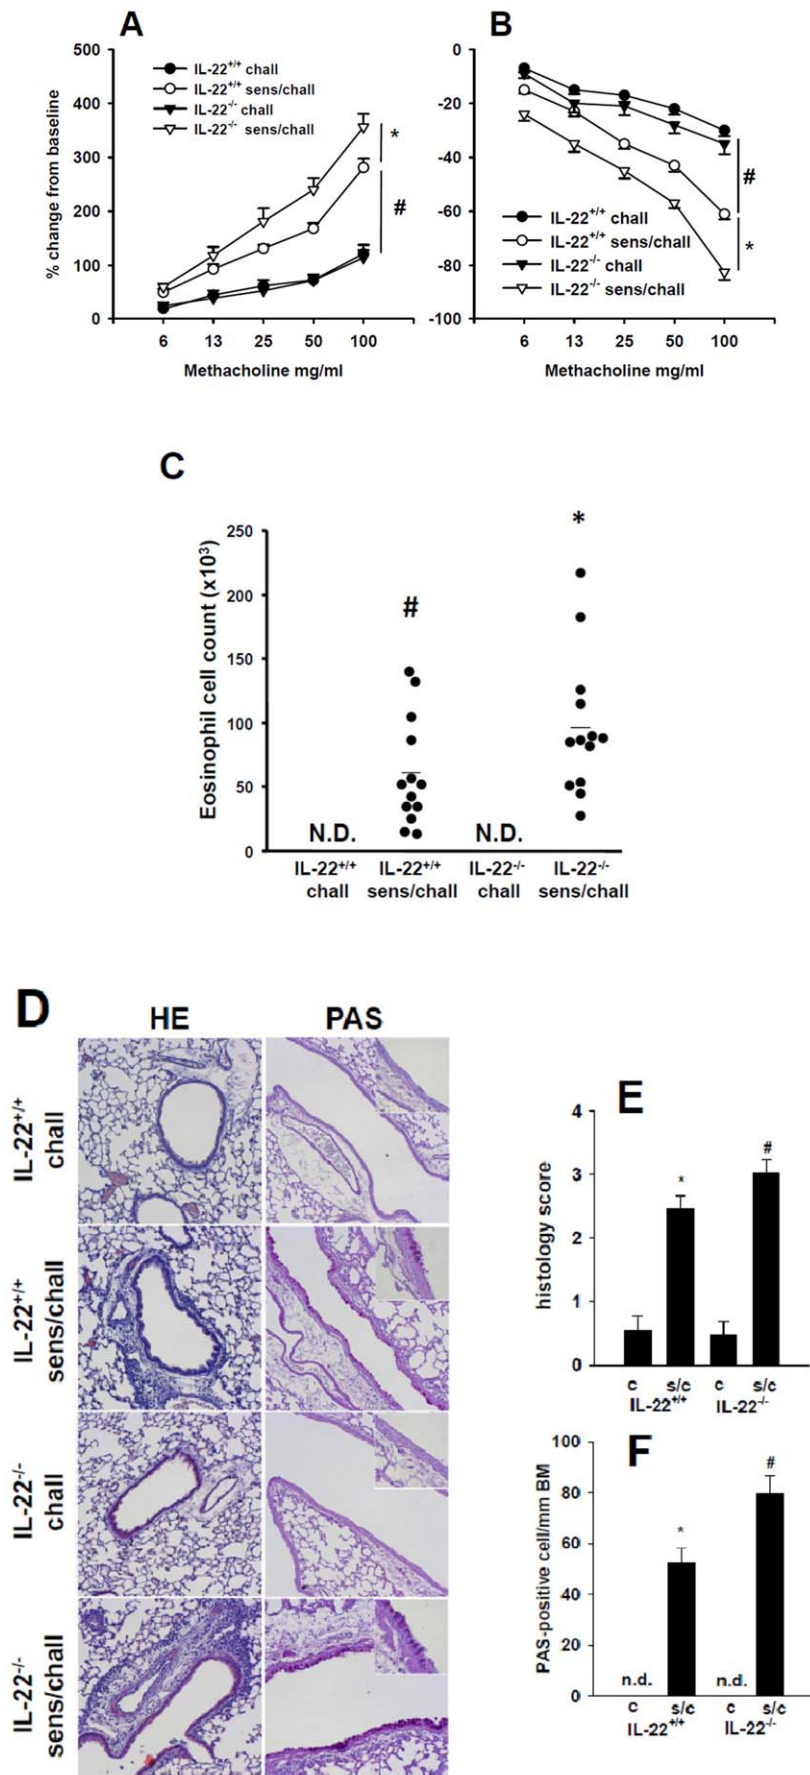 A
500
400
300
200
100
0
% change from baseline
IL-22+/+ chall
IL-22+/+ sens/chall
IL-22-/- chall
IL-22-/- sens/chall
*
#
6 13 25 50 100
Methacholine mg/ml
B
0
-20
-40
-60
-80
-100
IL-22+/+ chall
IL-22+/+ sens/chall
IL-22-/- chall
IL-22-/- sens/chall
#
*
6 13 25 50 100
Methacholine mg/ml
C
Eosinophil cell count (x10³)
250
200
150
100
50
0
N.D.
#
N.D.
*
IL-22+/+ IL-22+/+ IL-22-/- IL-22-/-
chall sens/chall chall sens/chall
D
HE PAS
IL-22+/+
chall
IL-22+/+
sens/chall
IL-22-/-
chall
IL-22-/-
sens/chall
E
histology score
4
3
2
1
0
*
#
c s/c c s/c
IL-22+/+ IL-22-/-
F
PAS-positive cell/mm BM
100
80
60
40
20
0
n.d.
*
n.d.
#
c s/c c s/c
IL-22+/+ IL-22-/-